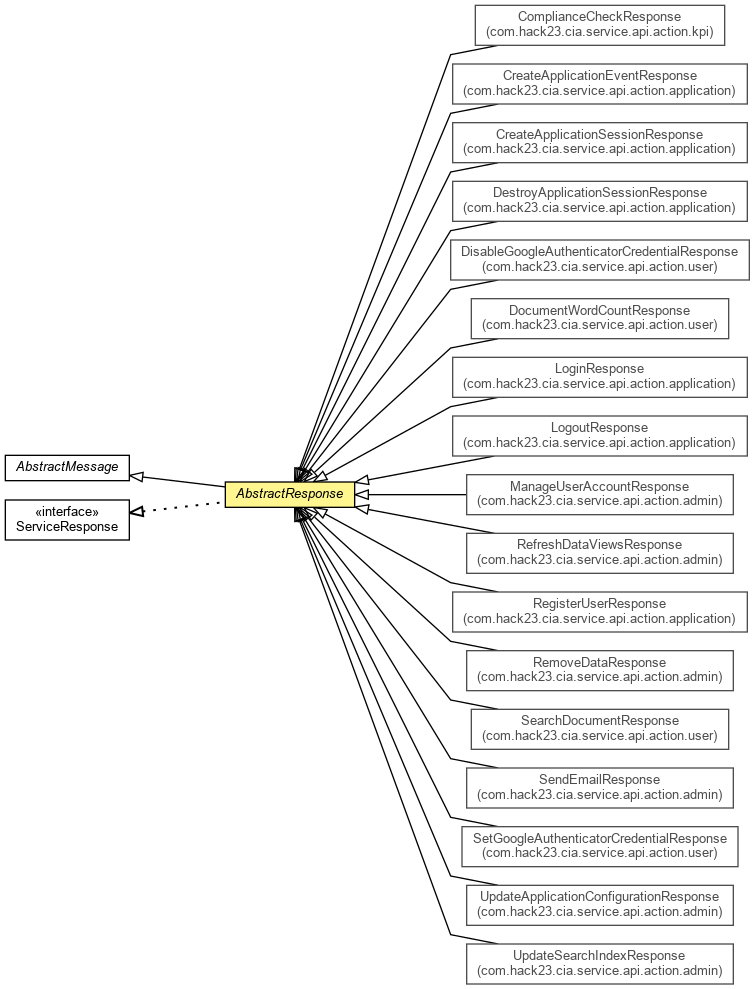 ComplianceCheckResponse
(com.hack23.cia.service.api.action.kpi)
CreateApplicationEventResponse
(com.hack23.cia.service.api.action.application)
CreateApplicationSessionResponse
(com.hack23.cia.service.api.action.application)
DestroyApplicationSessionResponse
(com.hack23.cia.service.api.action.application)
DisableGoogleAuthenticatorCredentialResponse
(com.hack23.cia.service.api.action.user)
DocumentWordCountResponse
(com.hack23.cia.service.api.action.user)
LoginResponse
(com.hack23.cia.service.api.action.application)
LogoutResponse
(com.hack23.cia.service.api.action.application)
AbstractMessage
«interface»
ServiceResponse
AbstractResponse
ManageUserAccountResponse
(com.hack23.cia.service.api.action.admin)
RefreshDataViewsResponse
(com.hack23.cia.service.api.action.admin)
RegisterUserResponse
(com.hack23.cia.service.api.action.application)
RemoveDataResponse
(com.hack23.cia.service.api.action.admin)
SearchDocumentResponse
(com.hack23.cia.service.api.action.user)
SendEmailResponse
(com.hack23.cia.service.api.action.admin)
SetGoogleAuthenticatorCredentialResponse
(com.hack23.cia.service.api.action.user)
UpdateApplicationConfigurationResponse
(com.hack23.cia.service.api.action.admin)
UpdateSearchIndexResponse
(com.hack23.cia.service.api.action.admin)